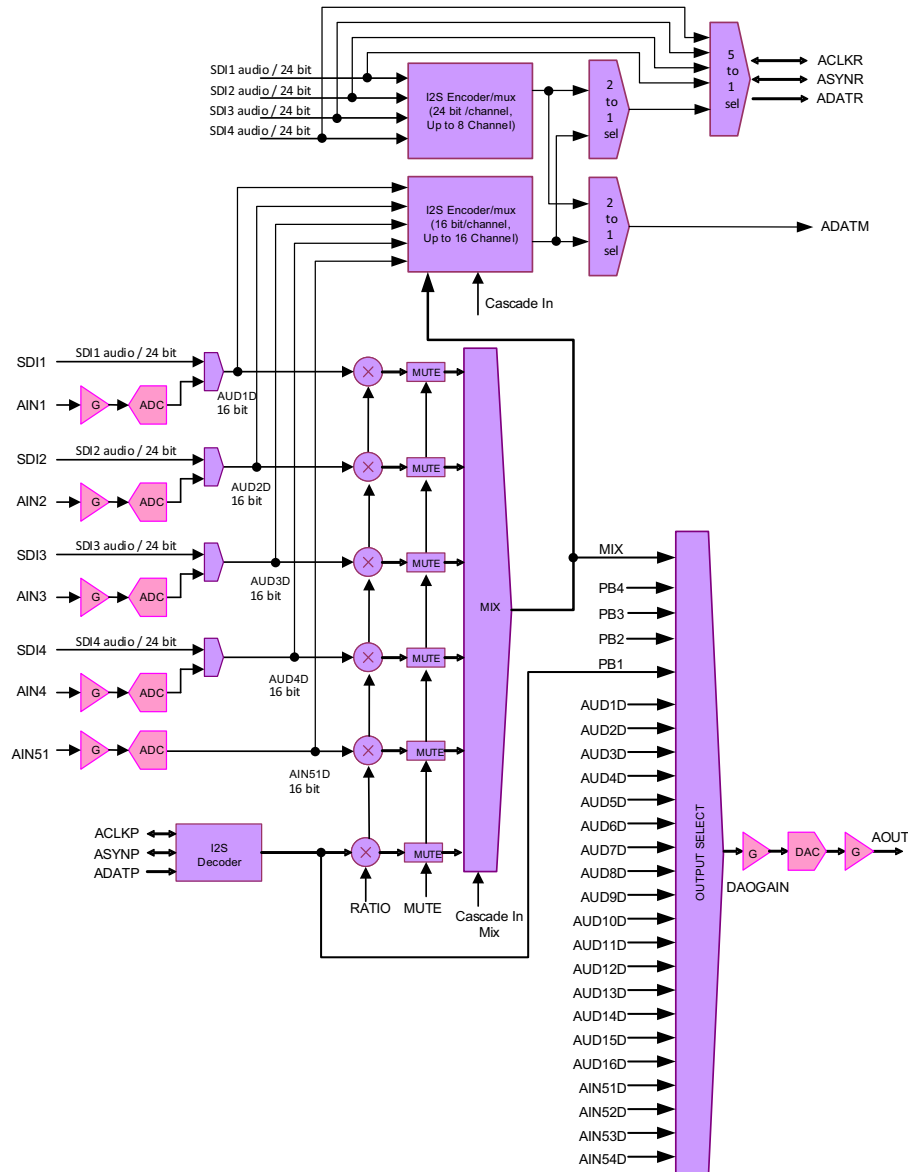 SDI1 audio / 24 bit
SDI2 audio / 24 bit
SDI3 audio / 24 bit
SDI4 audio / 24 bit
I2S Encoder/mux
(24 bit /channel,
Up to 8 Channel)
2
to
1
sel
5
to
1
sel
ACLKR
ASYNR
ADATR
I2S Encoder/mux
(16 bit/channel,
Up to 16 Channel)
2
to
1
sel
ADATM
Cascade In
SDI1
SDI1 audio / 24 bit
AIN1
G
ADC
AUD1D
16 bit
MUTE
SDI2
SDI2 audio / 24 bit
AIN2
G
ADC
AUD2D
16 bit
MUTE
SDI3
SDI3 audio / 24 bit
AIN3
G
ADC
AUD3D
16 bit
MUTE
SDI4
SDI4 audio / 24 bit
AIN4
G
ADC
AUD4D
16 bit
MUTE
AIN51
G
ADC
AIN51D
16 bit
MUTE
MIX
ACLKP
ASYNP
ADATP
I2S
Decoder
MUTE
RATIO
MUTE
Cascade In
Mix
MIX
PB4
PB3
PB2
PB1
AUD1D
AUD2D
AUD3D
AUD4D
AUD5D
AUD6D
AUD7D
AUD8D
AUD9D
AUD10D
AUD11D
AUD12D
AUD13D
AUD14D
AUD15D
AUD16D
AIN51D
AIN52D
AIN53D
AIN54D
OUTPUT SELECT
G
DAOGAIN
DAC
G
AOUT